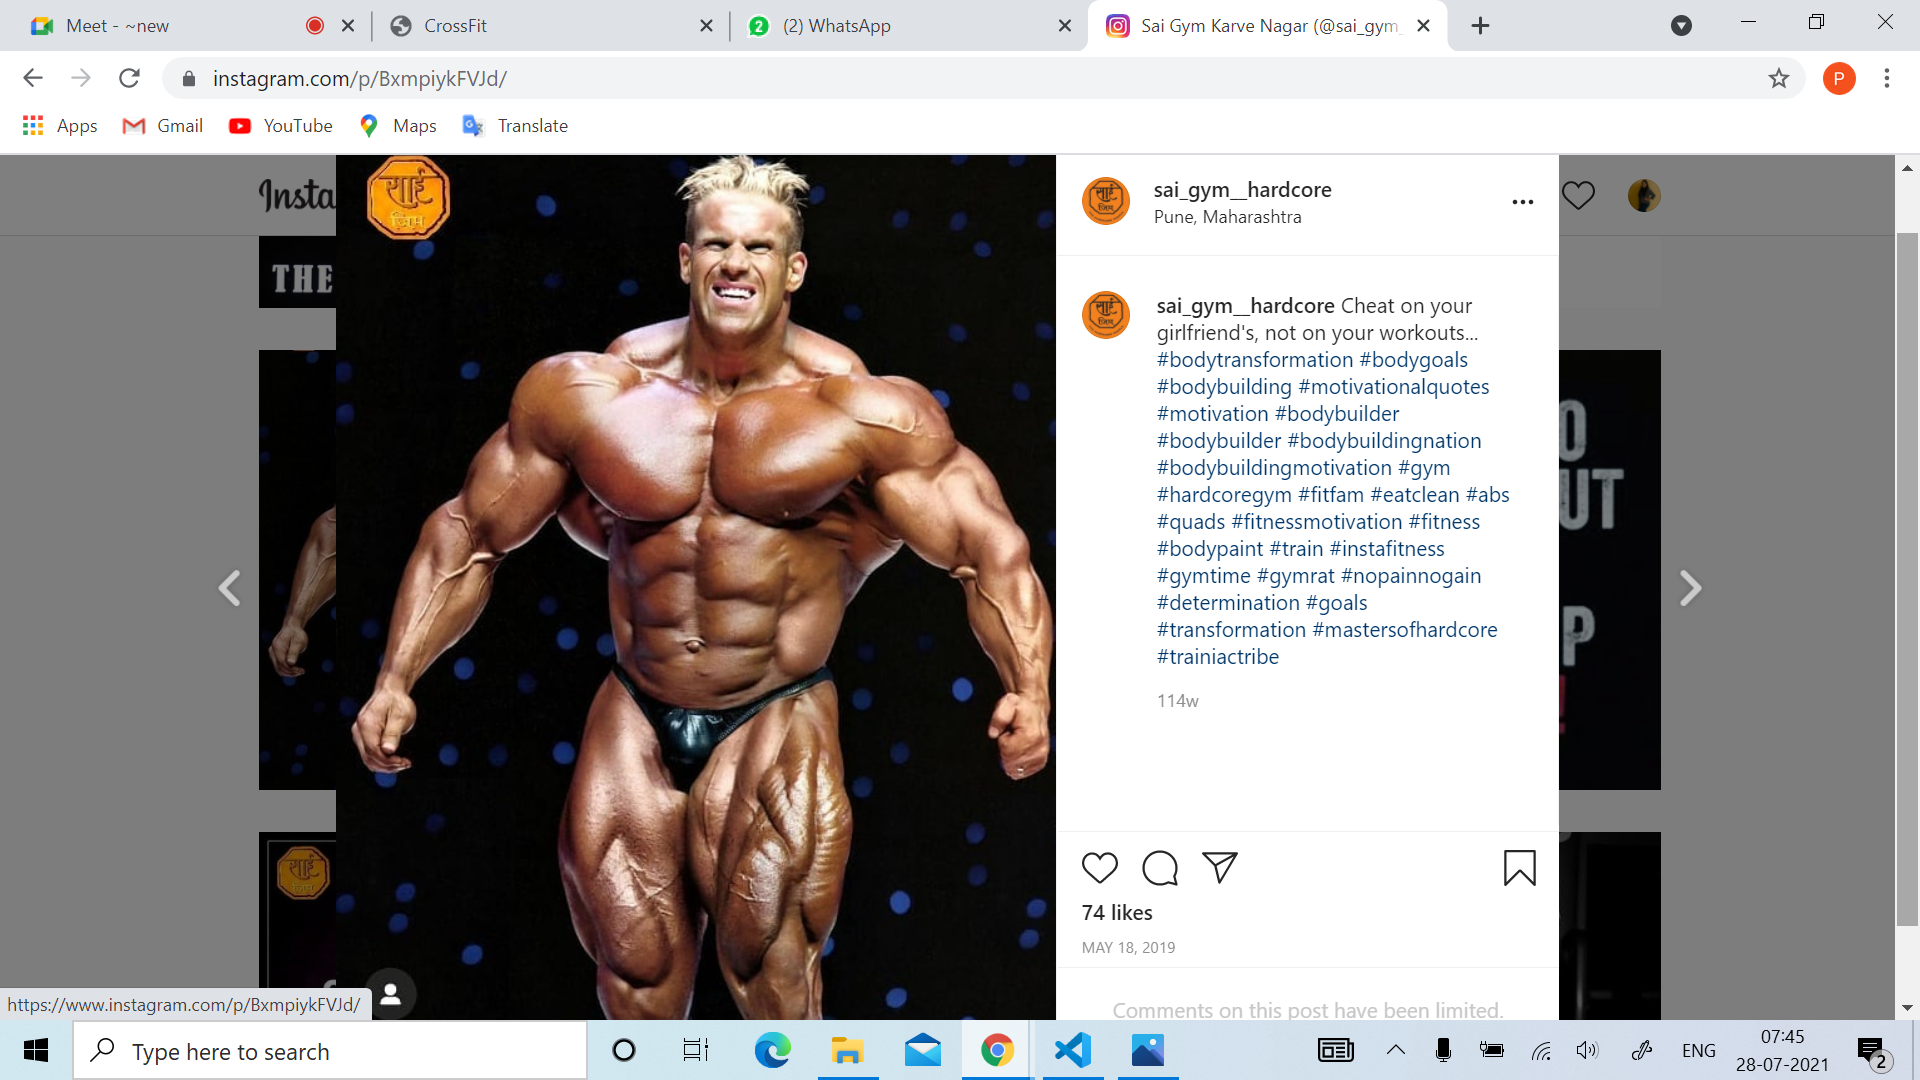 Meet - ~new
CrossFit
(2) WhatsApp
Sai Gym Karve Nagar (@sai_gym_
instagram.com/p/BxmpiykFVJd/
P
Apps
Gmail
YouTube
Maps
Translate
Insta
साई
जिम
sai_gym__hardcore
Pune, Maharashtra
THE
sai_gym__hardcore Cheat on your
girlfriend's, not on your workouts...
#bodytransformation #bodygoals
#bodybuilding #motivationalquotes
#motivation #bodybuilder
#bodybuilder #bodybuildingnation
#bodybuildingmotivation #gym
#hardcoregym #fitfam #eatclean #abs
#quads #fitnessmotivation #fitness
#bodypaint #train #instafitness
#gymtime #gymrat #nopainnogain
#determination #goals
#transformation #mastersofhardcore
#trainiactribe
114w
O
UT
P
!
साई
जिम
74 likes
MAY 18, 2019
Comments on this post have been limited.
https://www.instagram.com/p/BxmpiykFVJd/
Type here to search
ENG
07:45
28-07-2021
2